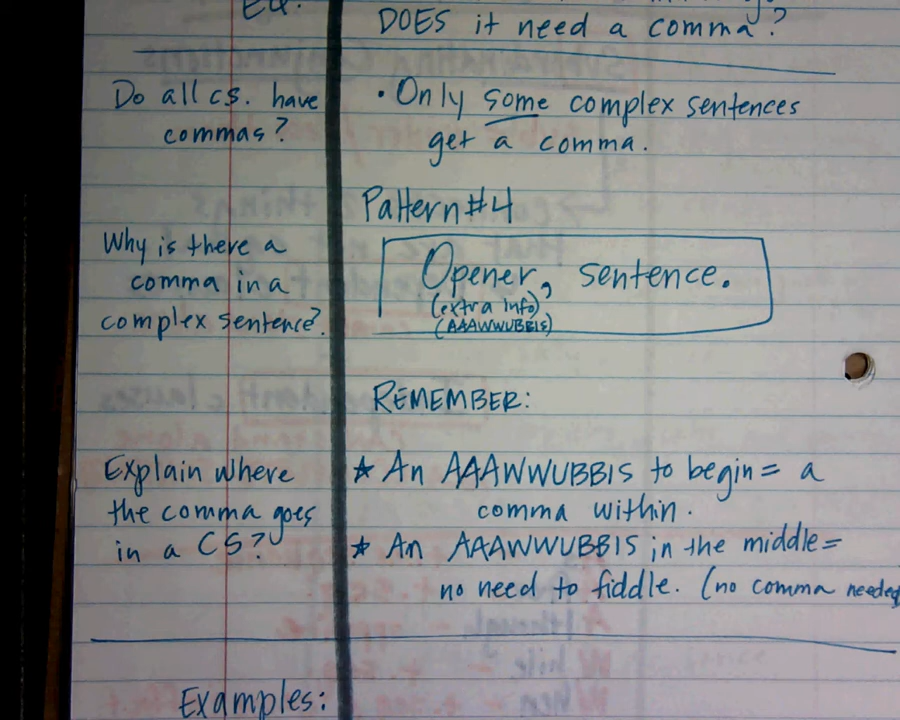 EQ.
DOES it need a comma?
Do all cs. have
commas?
• Only some complex sentences
get a comma.
Pattern #4
Why is there a
comma in a
complex sentence?
Opener, sentence.
(extra info)
(AAAWWUBBIS)
REMEMBER:
Explain where
the comma goes
in a CS?
★ An AAAWWUBBIS to begin = a
comma within.
★ An AAAWWUBBIS in the middle =
no need to fiddle. (no comma needed
Examples: